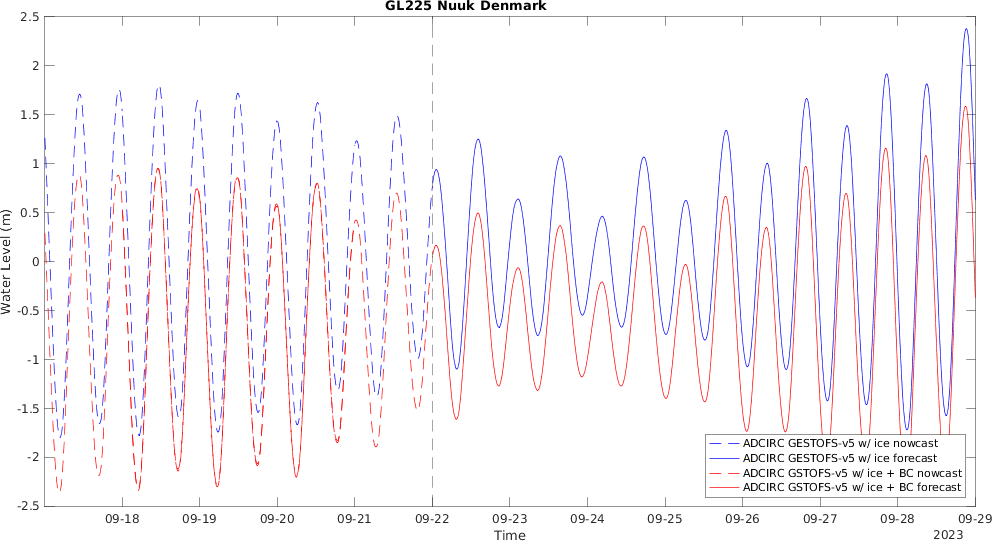 GL225 Nuuk Denmark
2.5
2
1.5
1
0.5
0
-0.5
-1
-1.5
-2
-2.5
Water Level (m)
ADCIRC GESTOFS-v5 w/ ice nowcast
ADCIRC GESTOFS-v5 w/ ice forecast
ADCIRC GSTOFS-v5 w/ ice + BC nowcast
ADCIRC GSTOFS-v5 w/ ice + BC forecast
09-18 09-19 09-20 09-21 09-22 09-23 09-24 09-25 09-26 09-27 09-28 09-29
Time
2023